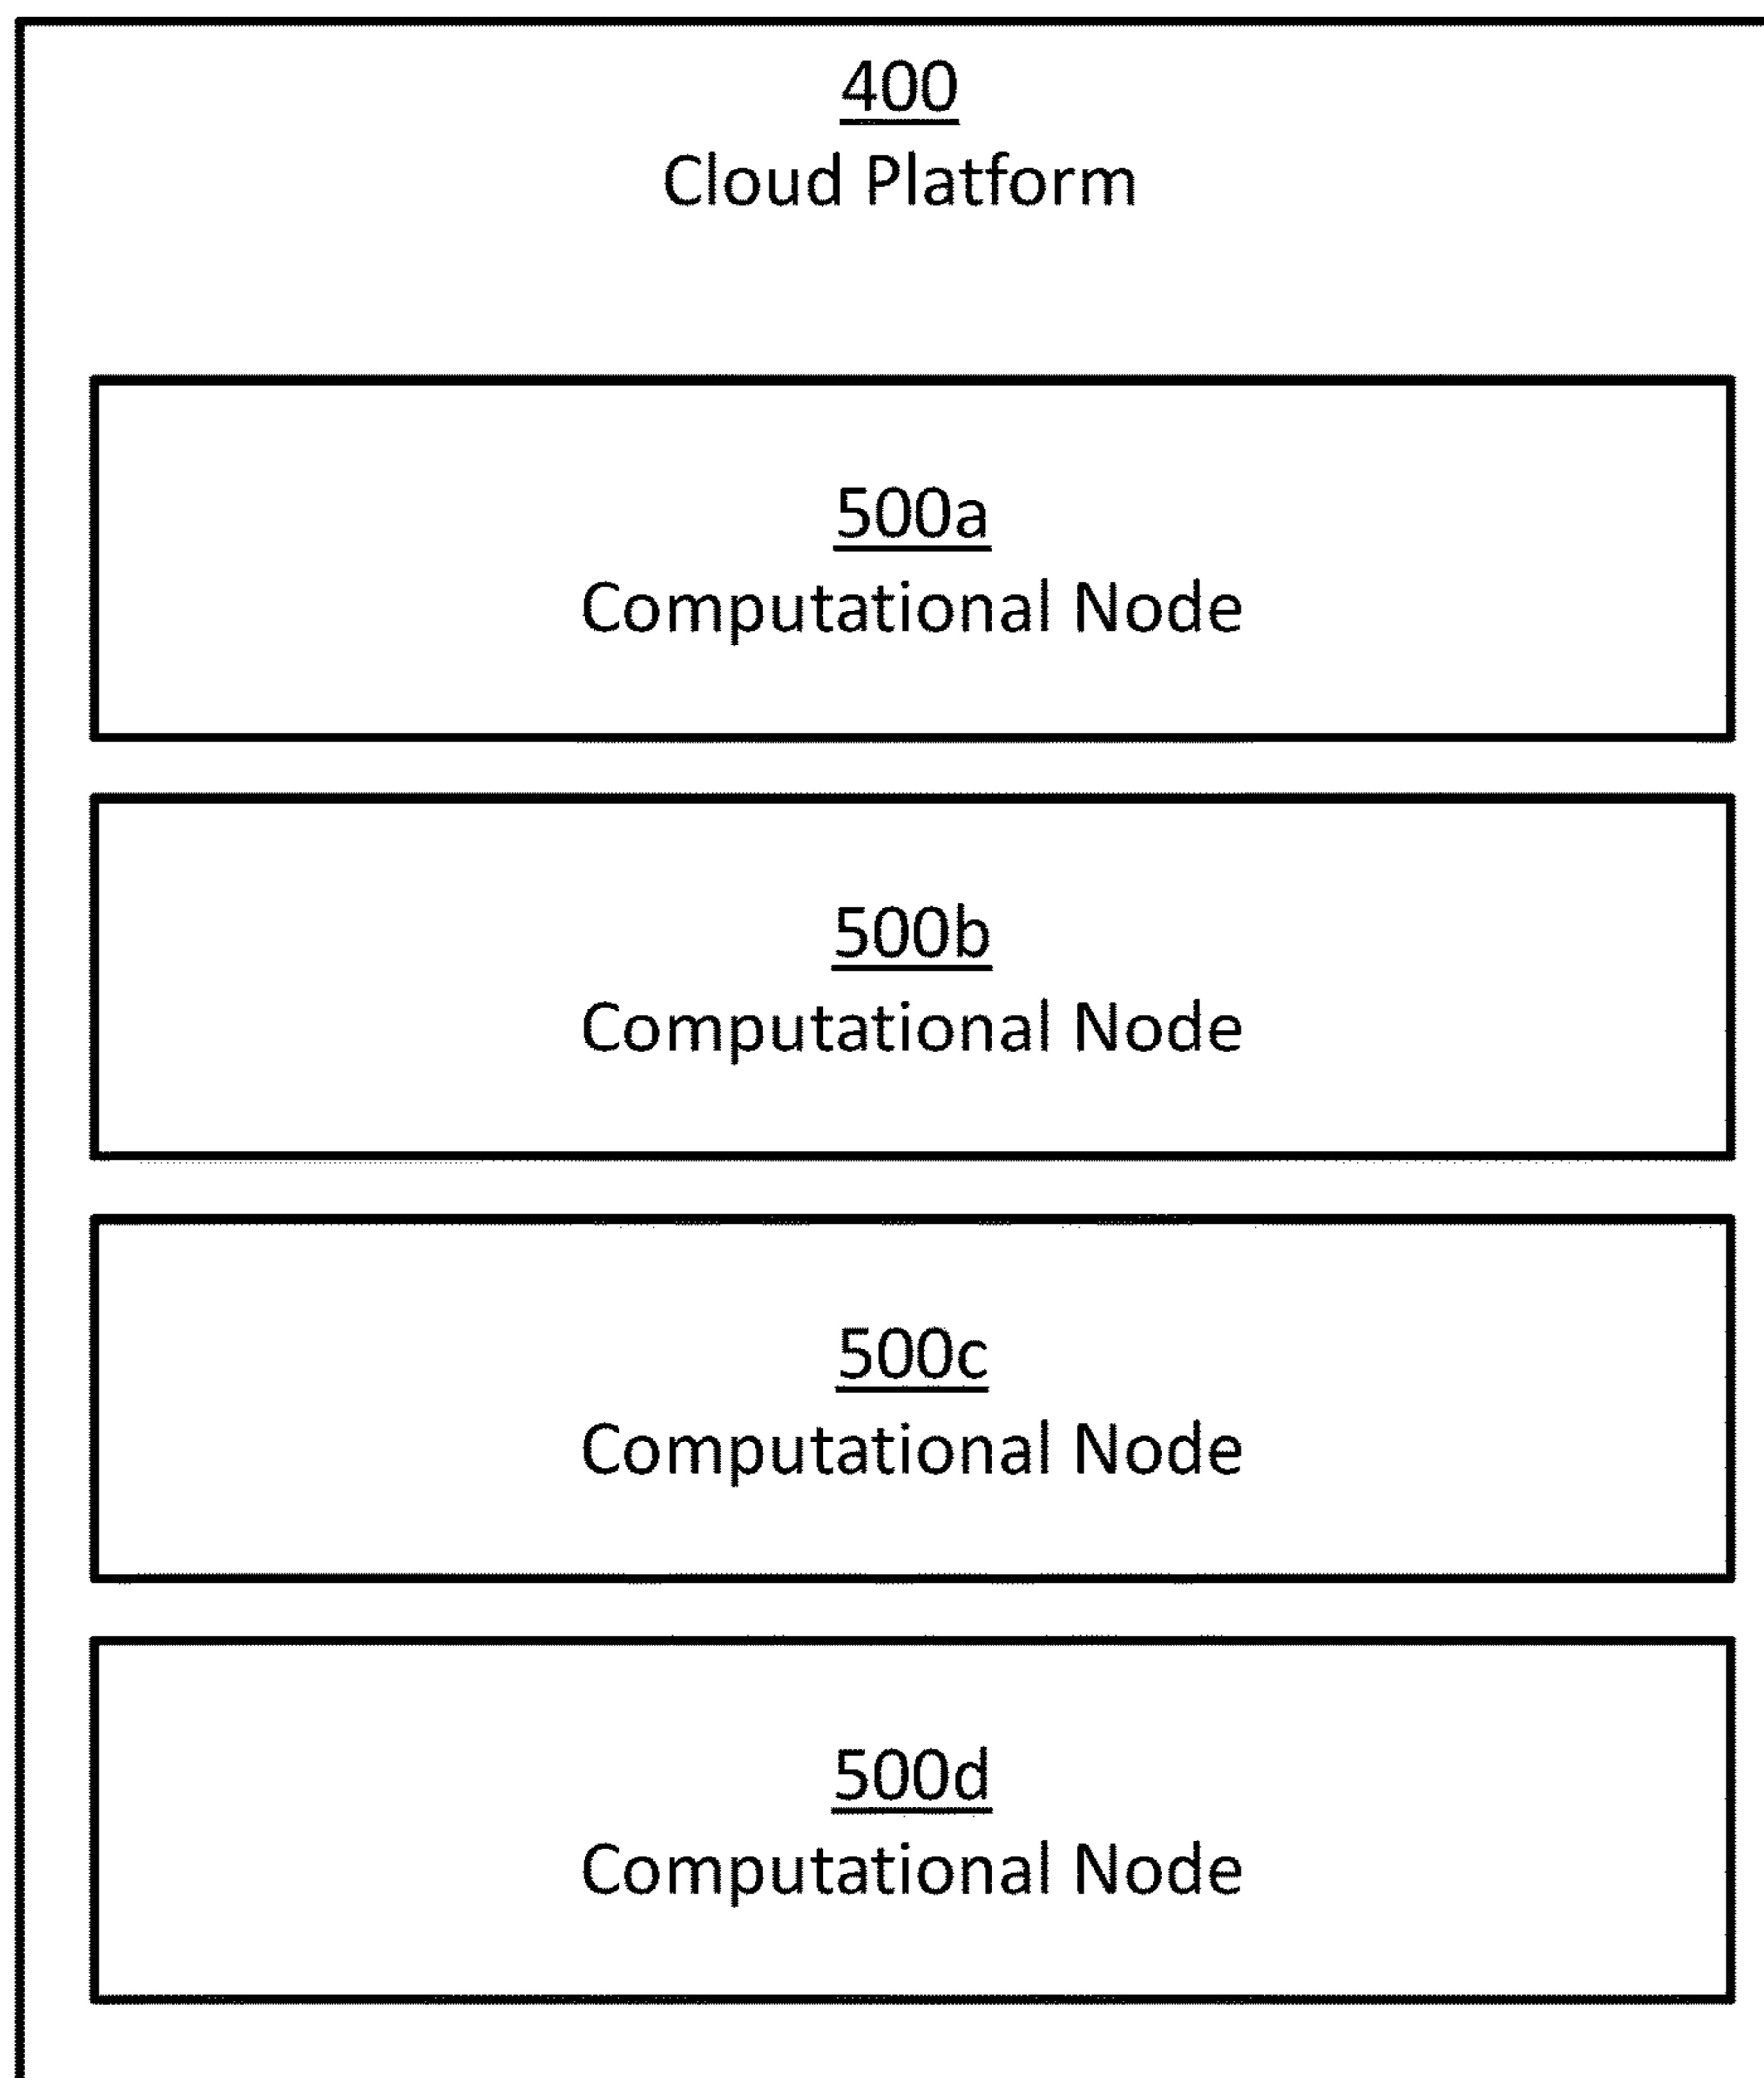 400
Cloud Platform
500a
Computational Node
500b
Computational Node
500c
Computational Node
500d
Computational Node